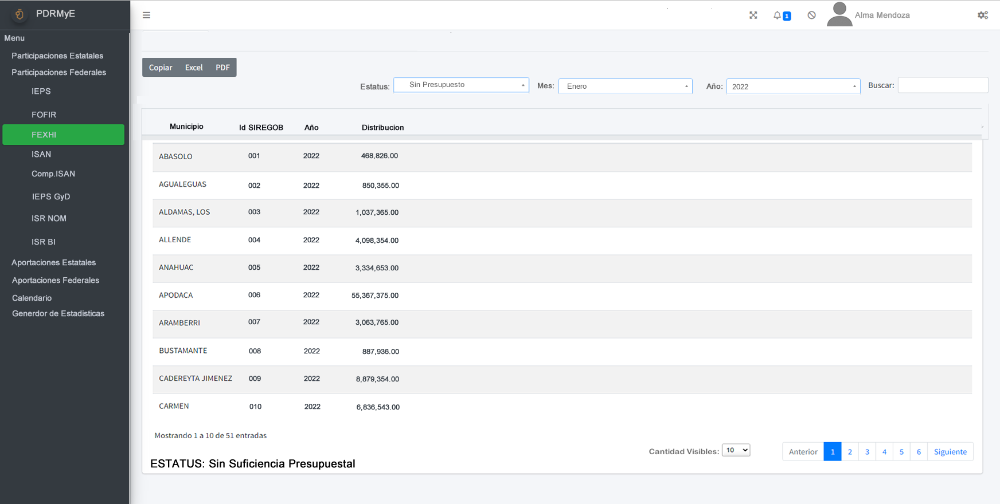 PDRMyE
1
Alma Mendoza
Menu
Participaciones Estatales
Participaciones Federales
IEPS
FOFIR
FEXHI
ISAN
Comp.ISAN
IEPS GyD
ISR NOM
ISR BI
Aportaciones Estatales
Aportaciones Federales
Calendario
Generdor de Estadisticas
Copiar Excel PDF
Estatus: Sin Presupuesto Mes: Enero Año: 2022 Buscar:
Municipio Id SIREGOB Año Distribucion
ABASOLO 001 2022 468,826.00
AGUALEGUAS 002 2022 850,355.00
ALDAMAS, LOS 003 2022 1,037,365.00
ALLENDE 004 2022 4,098,354.00
ANAHUAC 005 2022 3,334,653.00
APODACA 006 2022 55,367,375.00
ARAMBERRI 007 2022 3,063,765.00
BUSTAMANTE 008 2022 887,936.00
CADEREYTA JIMENEZ 009 2022 8,879,354.00
CARMEN 010 2022 6,836,543.00
Mostrando 1 a 10 de 51 entradas
Cantidad Visibles: 10 Anterior 1 2 3 4 5 6 Siguiente
ESTATUS: Sin Suficiencia Presupuestal